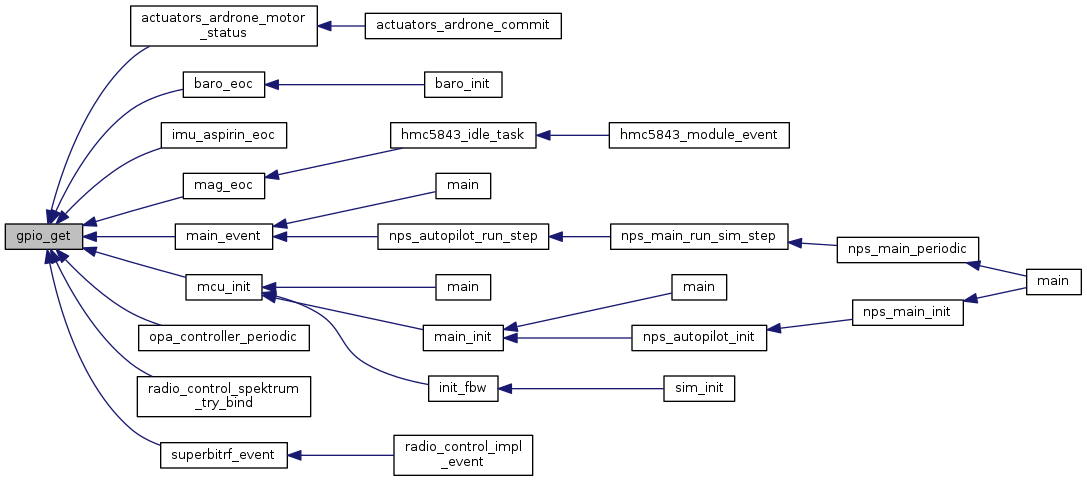 actuators_ardrone_motor
_status
actuators_ardrone_commit
baro_eoc
baro_init
imu_aspirin_eoc
hmc5843_idle_task
hmc5843_module_event
mag_eoc
main
gpio_get
main_event
nps_autopilot_run_step
nps_main_run_sim_step
nps_main_periodic
main
mcu_init
main
main
nps_main_init
opa_controller_periodic
main_init
nps_autopilot_init
radio_control_spektrum
_try_bind
init_fbw
sim_init
superbitrf_event
radio_control_impl
_event